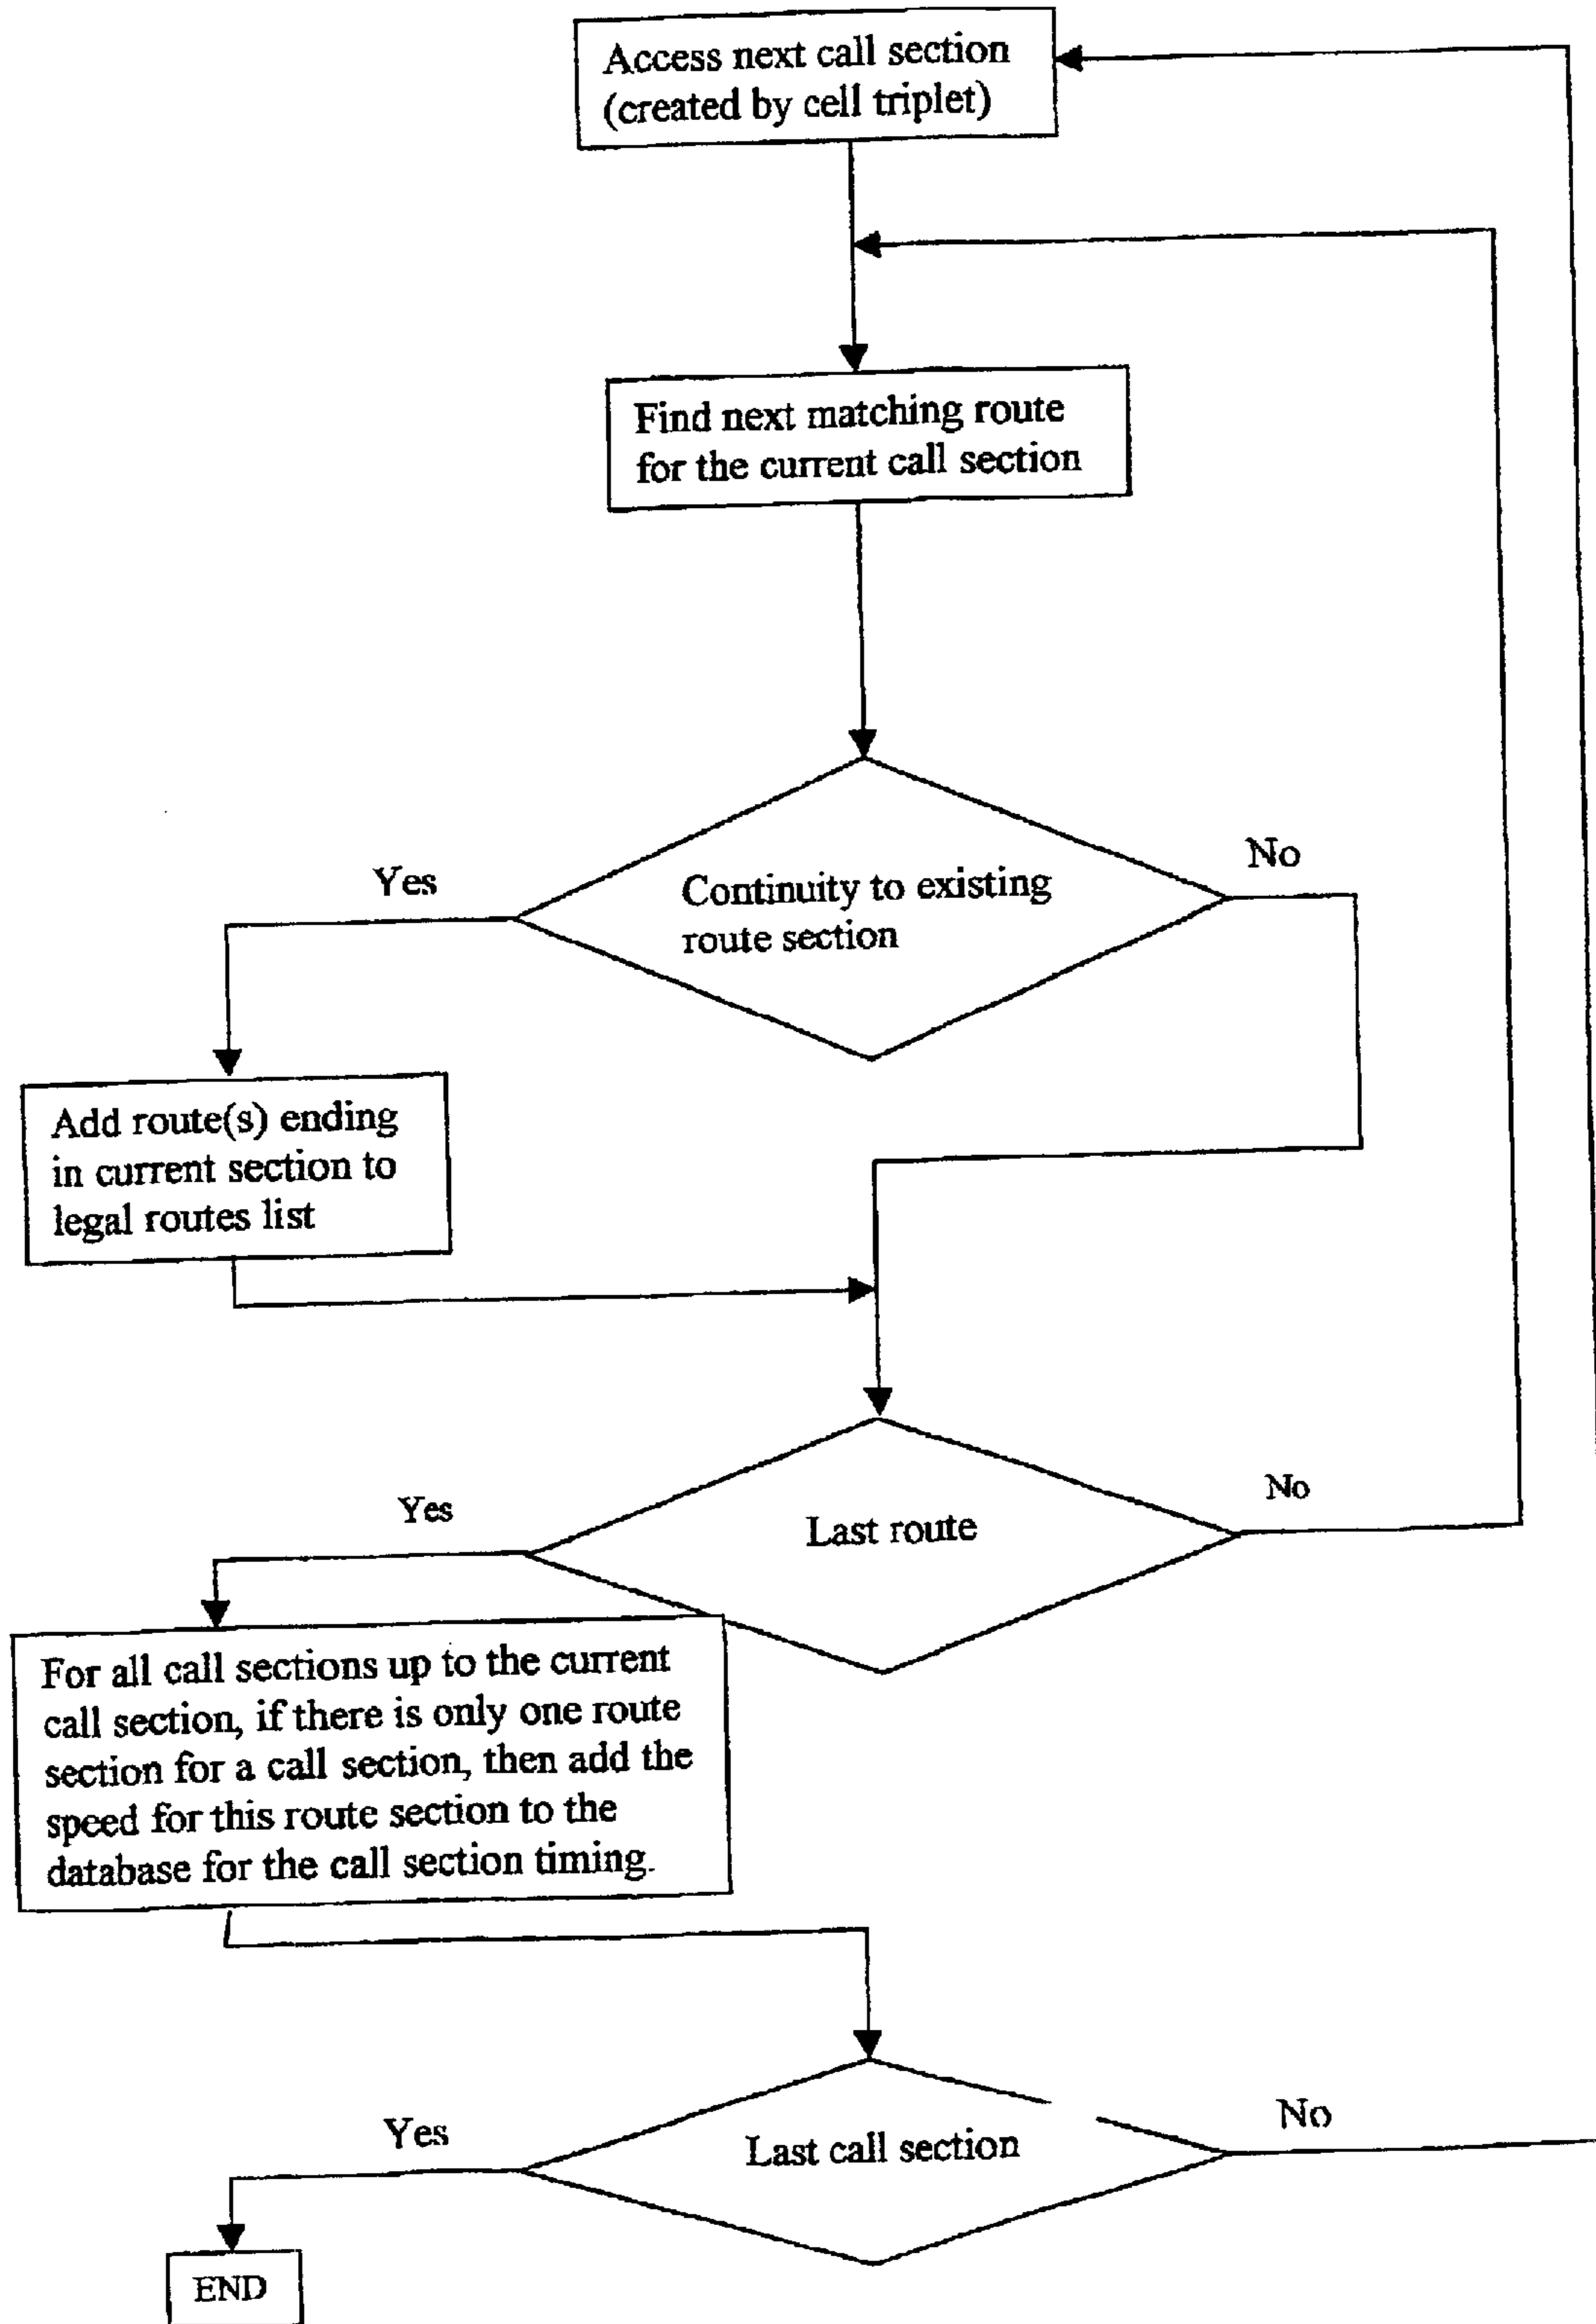 Access next call section
(created by cell triplet)
Find next matching route
for the current call section
Yes
No
Continuity to existing
route section
Add route(s) ending
in current section to
legal routes list
Yes
No
Last route
For all call sections up to the current
call section, if there is only one route
section for a call section, then add the
speed for this route section to the
database for the call section timing.
Yes
No
Last call section
END